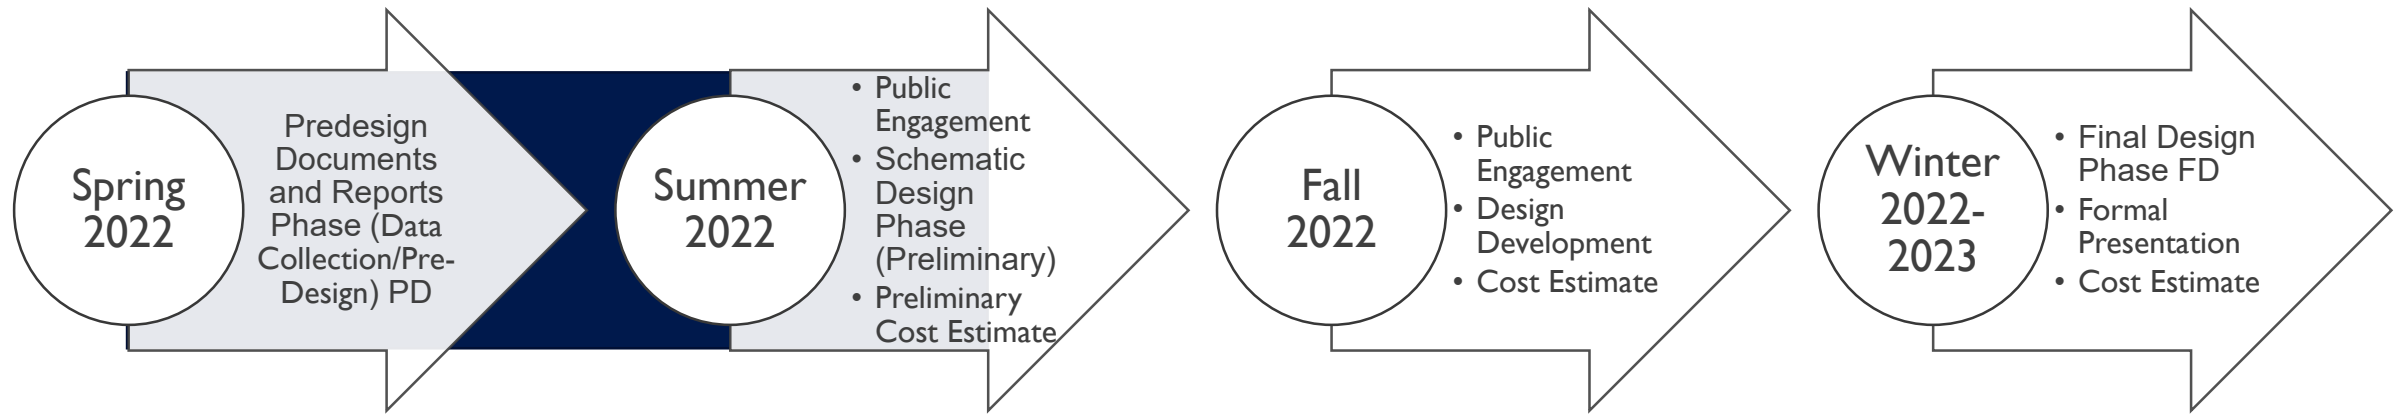 Spring
2022
Predesign
Documents
and Reports
Phase (Data
Collection/Pre-
Design) PD
Summer
2022
• Public
Engagement
• Schematic
Design
Phase
(Preliminary)
• Preliminary
Cost Estimate
Fall
2022
• Public
Engagement
• Design
Development
• Cost Estimate
Winter
2022-
2023
• Final Design
Phase FD
• Formal
Presentation
• Cost Estimate